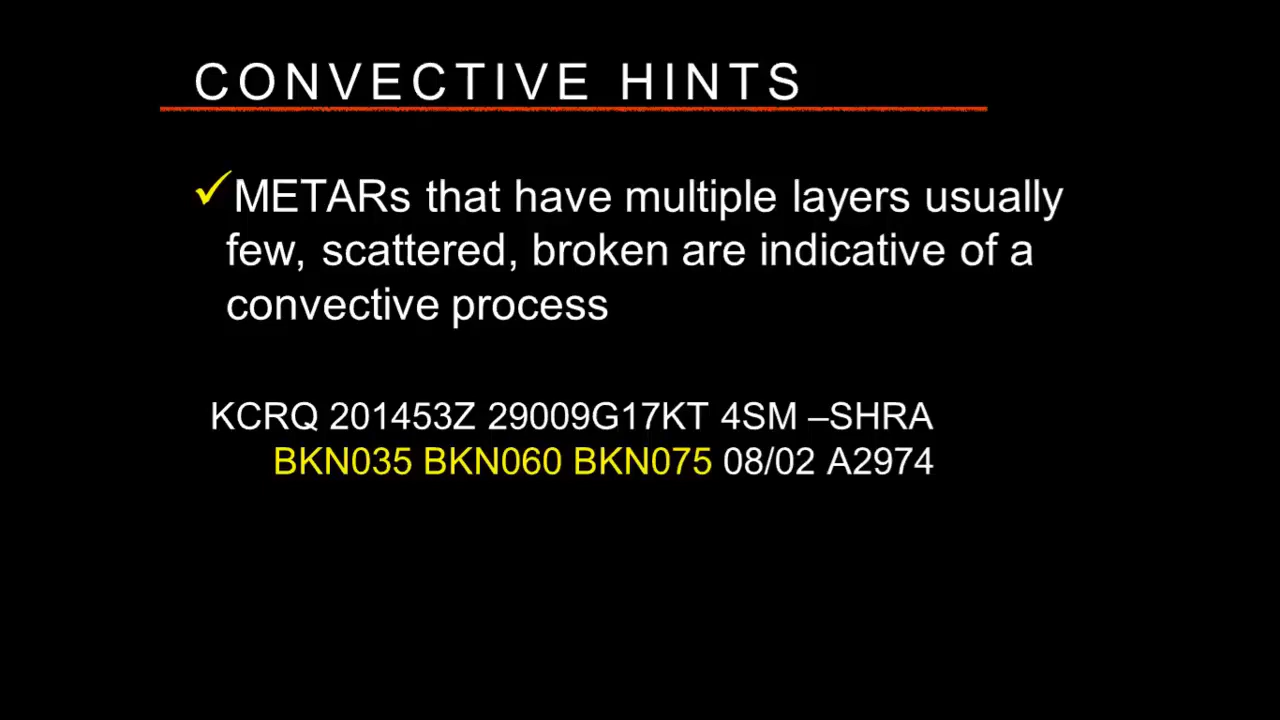 CONVECTIVE HINTS
✓METARs that have multiple layers usually
few, scattered, broken are indicative of a
convective process
KCRQ 201453Z 29009G17KT 4SM –SHRA
BKN035 BKN060 BKN075 08/02 A2974